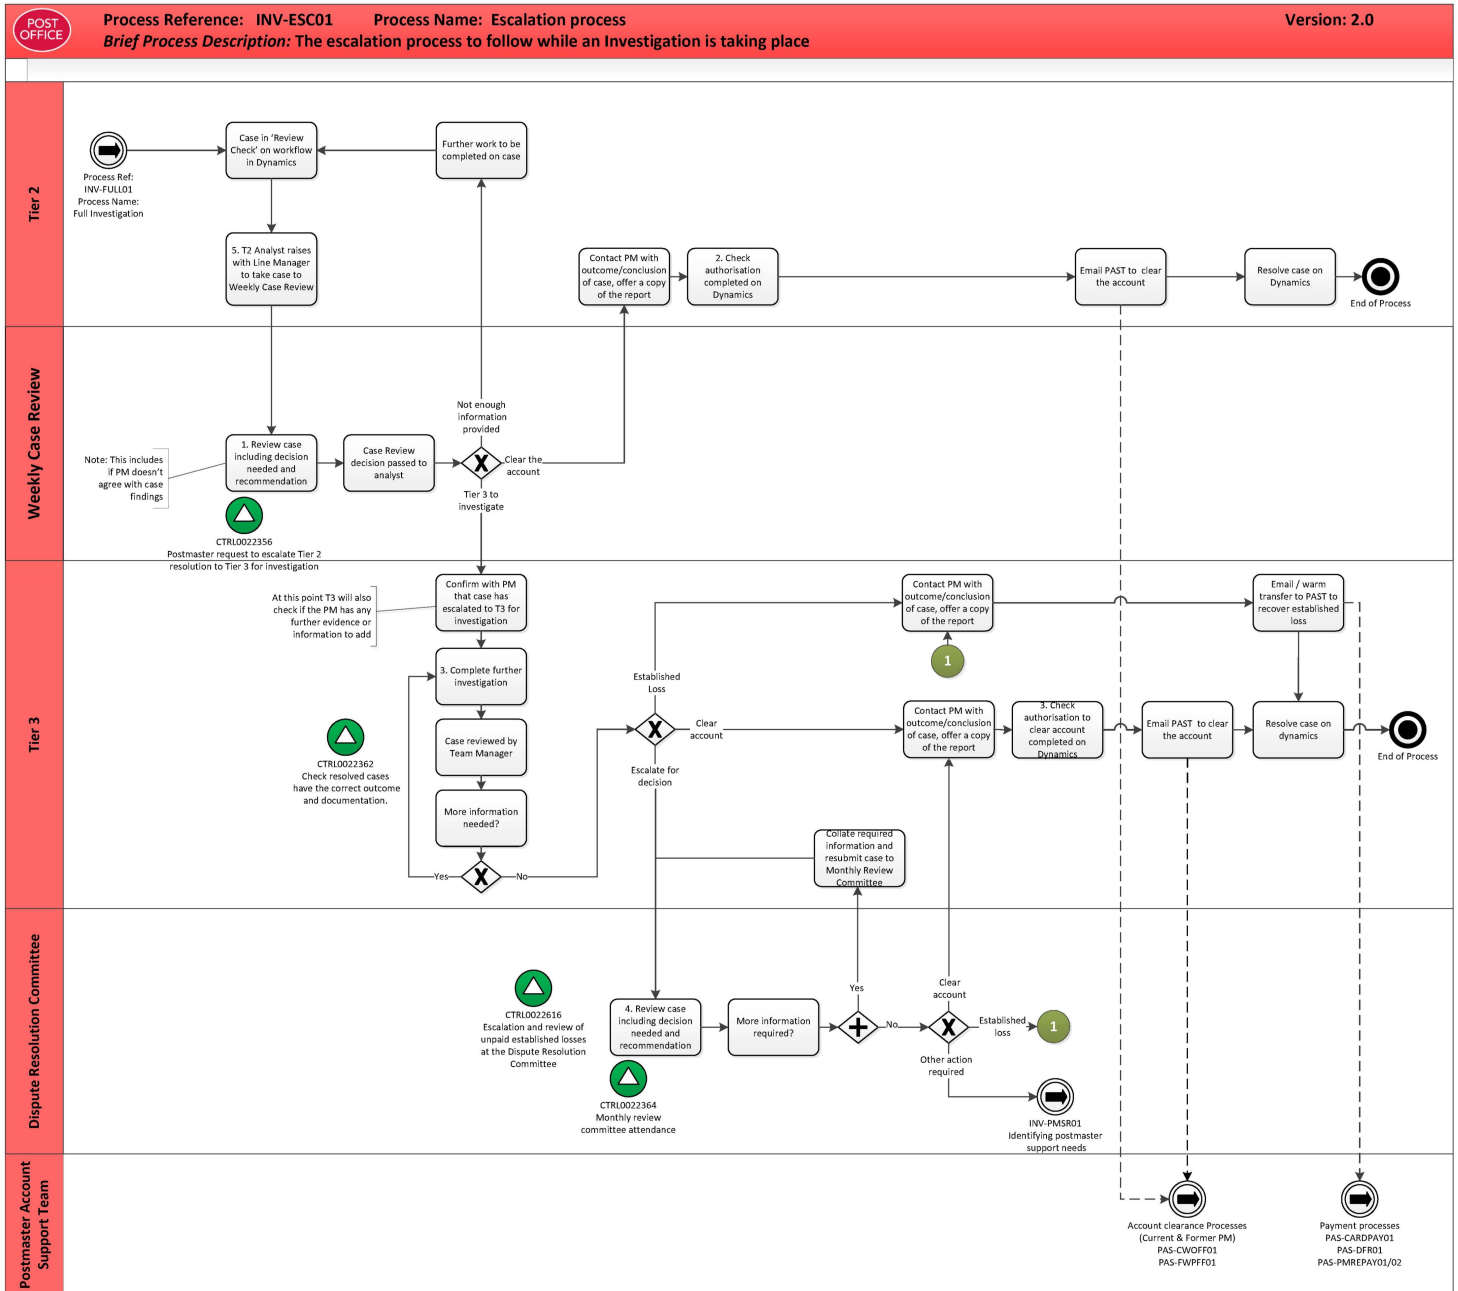 POST
OFFICE
Process Reference: INV-ESC01 Process Name: Escalation process
Version: 2.0
Brief Process Description: The escalation process to follow while an Investigation is taking place
Tier 2
Process Ref:
INV-FULL01
Process Name:
Full Investigation
Case in ‘Review
Check’ on workflow
in Dynamics
Further work to be
completed on case
5. T2 Analyst raises
with Line Manager
to take case to
Weekly Case Review
Contact PM with
outcome/conclusion
of case, offer a copy
of the report
2. Check
authorisation
completed on
Dynamics
Email PAST to clear
the account
Resolve case on
Dynamics
End of Process
Weekly Case Review
Note: This includes
if PM doesn’t
agree with case
findings
1. Review case
including decision
needed and
recommendation
Case Review
decision passed to
analyst
Not enough
information
provided
X
Clear the
account
Tier 3 to
investigate
CTRL0022356
Postmaster request to escalate Tier 2
resolution to Tier 3 for investigation
Tier 3
At this point T3 will also
check if the PM has any
further evidence or
information to add
Confirm with PM
that case has
escalated to T3 for
investigation
3. Complete further
investigation
Case reviewed by
Team Manager
More information
needed?
Yes
X
No
CTRL0022362
Check resolved cases
have the correct outcome
and documentation.
Established
Loss
X
Clear
account
Escalate for
decision
Contact PM with
outcome/conclusion
of case, offer a copy
of the report
1
Email / warm
transfer to PAST to
recover established
loss
Contact PM with
outcome/conclusion
of case, offer a copy
of the report
3. Check
authorisation to
clear account
completed on
Dynamics
Email PAST to clear
the account
Resolve case on
dynamics
End of Process
Collate required
information and
resubmit case to
Monthly Review
Committee
Dispute Resolution Committee
CTRL0022616
Escalation and review of
unpaid established losses
at the Dispute Resolution
Committee
4. Review case
including decision
needed and
recommendation
CTRL0022364
Monthly review
committee attendance
More information
required?
Yes
No
Clear
account
X
Established
loss
1
Other action
required
INV-PMSR01
Identifying postmaster
support needs
Postmaster Account
Support Team
Account clearance Processes
(Current & Former PM)
PAS-CWOFF01
PAS-FWPFF01
Payment processes
PAS-CARDPAY01
PAS-DFR01
PAS-PMREPAY01/02